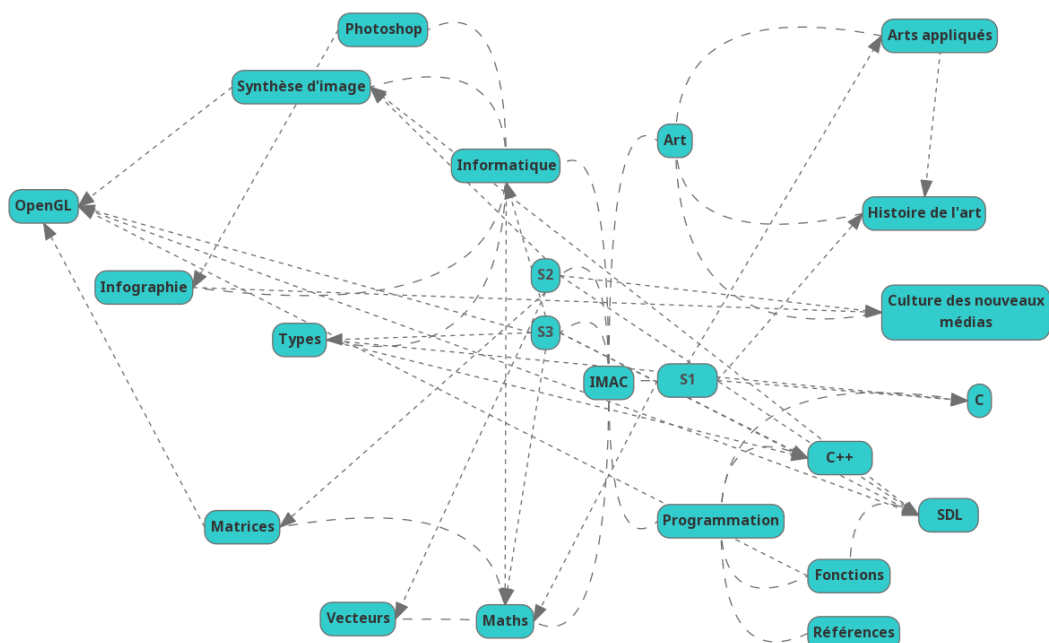 Photoshop
Arts appliqués
Synthèse d'image
Art
Informatique
OpenGL
Histoire de l'art
S2
Infographie
Culture des nouveaux
médias
S3
Types
IMAC
S1
C
C++
SDL
Matrices
Programmation
Fonctions
Vecteurs
Maths
Références